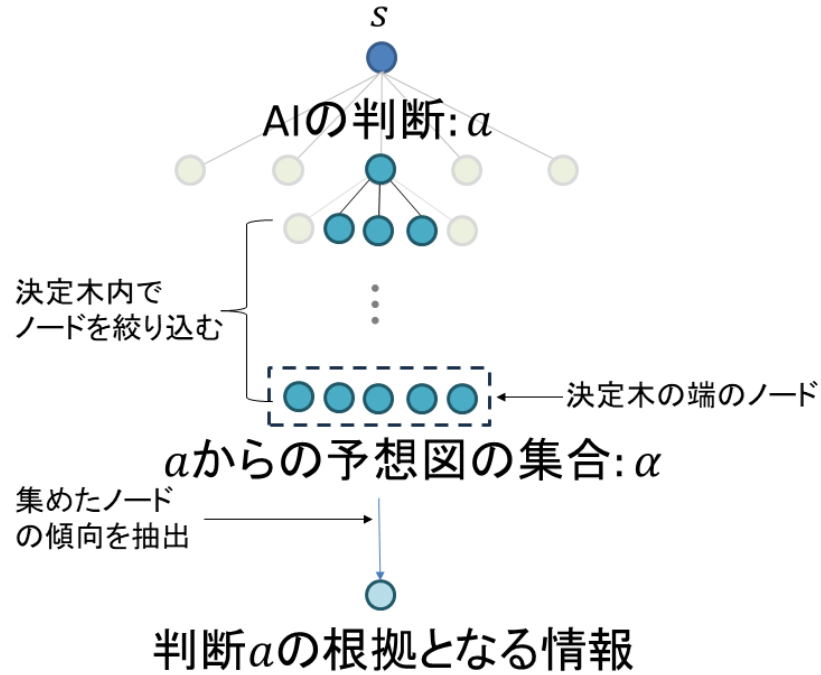 s
AIの判断: a
決定木内で
ノードを絞り込む
決定木の端のノード
aからの予想図の集合: α
集めたノード
の傾向を抽出
判断aの根拠となる情報